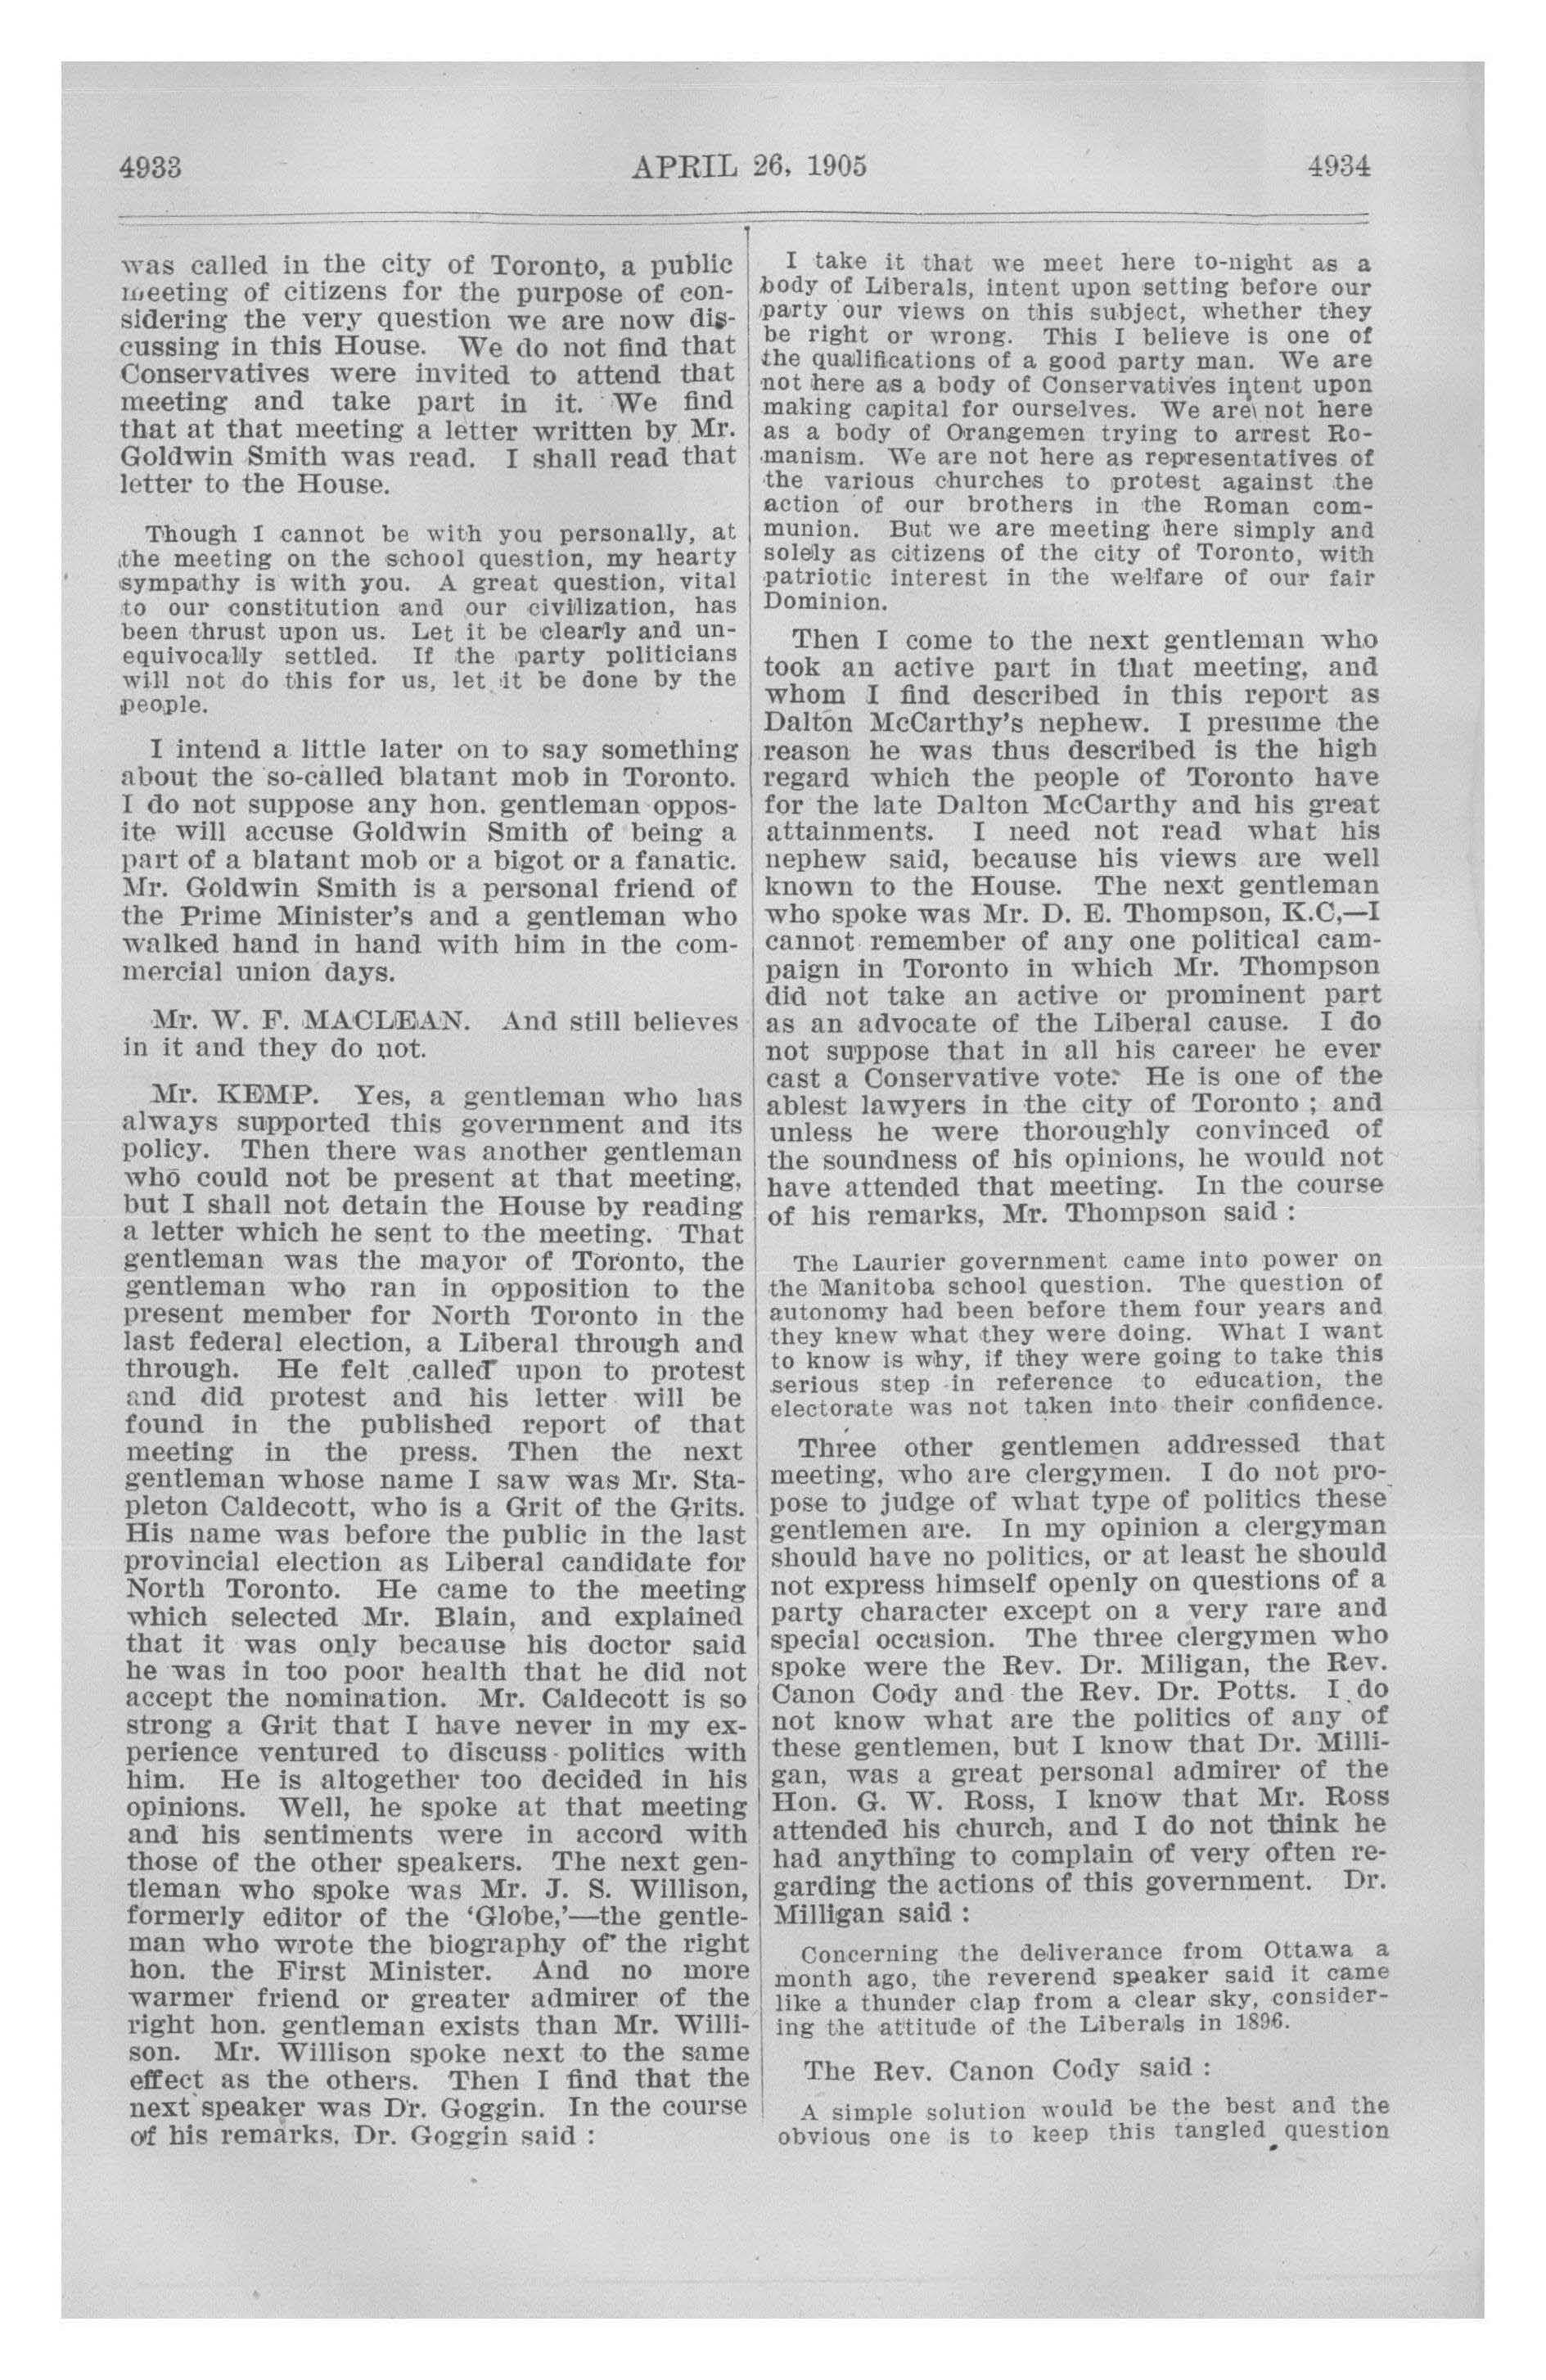 4933
APRIL 26, 1905
4934
was called in the city of Toronto, a public
meeting of citizens for the purpose of con-
sidering the very question we are now dis-
cussing in this House. We do not find that
Conservatives were invited to attend that
meeting and take part in it. We find
that at that meeting a letter written by Mr.
Goldwin Smith was read. I shall read that
letter to the House.
Though I cannot be with you personally, at
the meeting on the school question, my hearty
sympathy is with you. A great question, vital
to our constitution and our civilization, has
been thrust upon us. Let it be clearly and un-
equivocally settled. If the party politicians
will not do this for us, let it be done by the
people.
I intend a little later on to say something
about the so-called blatant mob in Toronto.
I do not suppose any hon. gentleman oppos-
ite will accuse Goldwin Smith of being a
part of a blatant mob or a bigot or a fanatic.
Mr. Goldwin Smith is a personal friend of
the Prime Minister's and a gentleman who
walked hand in hand with him in the com-
mercial union days.
Mr. W. F. MACLEAN. And still believes
in it and they do not.
Mr. KEMP. Yes, a gentleman who has
always supported this government and its
policy. Then there was another gentleman
who could not be present at that meeting,
but I shall not detain the House by reading
a letter which he sent to the meeting. That
gentleman was the mayor of Toronto, the
gentleman who ran in opposition to the
present member for North Toronto in the
last federal election, a Liberal through and
through. He felt called upon to protest
and did protest and his letter will be
found in the published report of that
meeting in the press. Then the next
gentleman whose name I saw was Mr. Sta-
pleton Caldecott, who is a Grit of the Grits.
His name was before the public in the last
provincial election as Liberal candidate for
North Toronto. He came to the meeting
which selected Mr. Blain, and explained
that it was only because his doctor said
he was in too poor health that he did not
accept the nomination. Mr. Caldecott is so
strong a Grit that I have never in my ex-
perience ventured to discuss politics with
him. He is altogether too decided in his
opinions. Well, he spoke at that meeting
and his sentiments were in accord with
those of the other speakers. The next gen-
tleman who spoke was Mr. J. S. Willison,
formerly editor of the 'Globe,'—the gentle-
man who wrote the biography of the right
hon. the First Minister. And no more
warmer friend or greater admirer of the
right hon. gentleman exists than Mr. Willi-
son. Mr. Willison spoke next to the same
effect as the others. Then I find that the
next speaker was Dr. Goggin. In the course
of his remarks, Dr. Goggin said :
I take it that we meet here to-night as a
body of Liberals, intent upon setting before our
party our views on this subject, whether they
be right or wrong. This I believe is one of
the qualifications of a good party man. We are
not here as a body of Conservatives intent upon
making capital for ourselves. We are not here
as a body of Orangemen trying to arrest Ro-
manism. We are not here as representatives of
the various churches to protest against the
action of our brothers in the Roman com-
munion. But we are meeting here simply and
solely as citizens of the city of Toronto, with
patriotic interest in the welfare of our fair
Dominion.
Then I come to the next gentleman who
took an active part in that meeting, and
whom I find described in this report as
Dalton McCarthy's nephew. I presume the
reason he was thus described is the high
regard which the people of Toronto have
for the late Dalton McCarthy and his great
attainments. I need not read what his
nephew said, because his views are well
known to the House. The next gentleman
who spoke was Mr. D. E. Thompson, K.C,—I
cannot remember of any one political cam-
paign in Toronto in which Mr. Thompson
did not take an active or prominent part
as an advocate of the Liberal cause. I do
not suppose that in all his career he ever
cast a Conservative vote. He is one of the
ablest lawyers in the city of Toronto ; and
unless he were thoroughly convinced of
the soundness of his opinions, he would not
have attended that meeting. In the course
of his remarks, Mr. Thompson said :
The Laurier government came into power on
the Manitoba school question. The question of
autonomy had been before them four years and
they knew what they were doing. What I want
to know is why, if they were going to take this
serious step in reference to education, the
electorate was not taken into their confidence.
Three other gentlemen addressed that
meeting, who are clergymen. I do not pro-
pose to judge of what type of politics these
gentlemen are. In my opinion a clergyman
should have no politics, or at least he should
not express himself openly on questions of a
party character except on a very rare and
special occasion. The three clergymen who
spoke were the Rev. Dr. Miligan, the Rev.
Canon Cody and the Rev. Dr. Potts. I do
not know what are the politics of any of
these gentlemen, but I know that Dr. Milli-
gan, was a great personal admirer of the
Hon. G. W. Ross, I know that Mr. Ross
attended his church, and I do not think he
had anything to complain of very often re-
garding the actions of this government. Dr.
Milligan said :
Concerning the deliverance from Ottawa a
month ago, the reverend speaker said it came
like a thunder clap from a clear sky, consider-
ing the attitude of the Liberals in 1896.
The Rev. Canon Cody said :
A simple solution would be the best and the
obvious one is to keep this tangled question